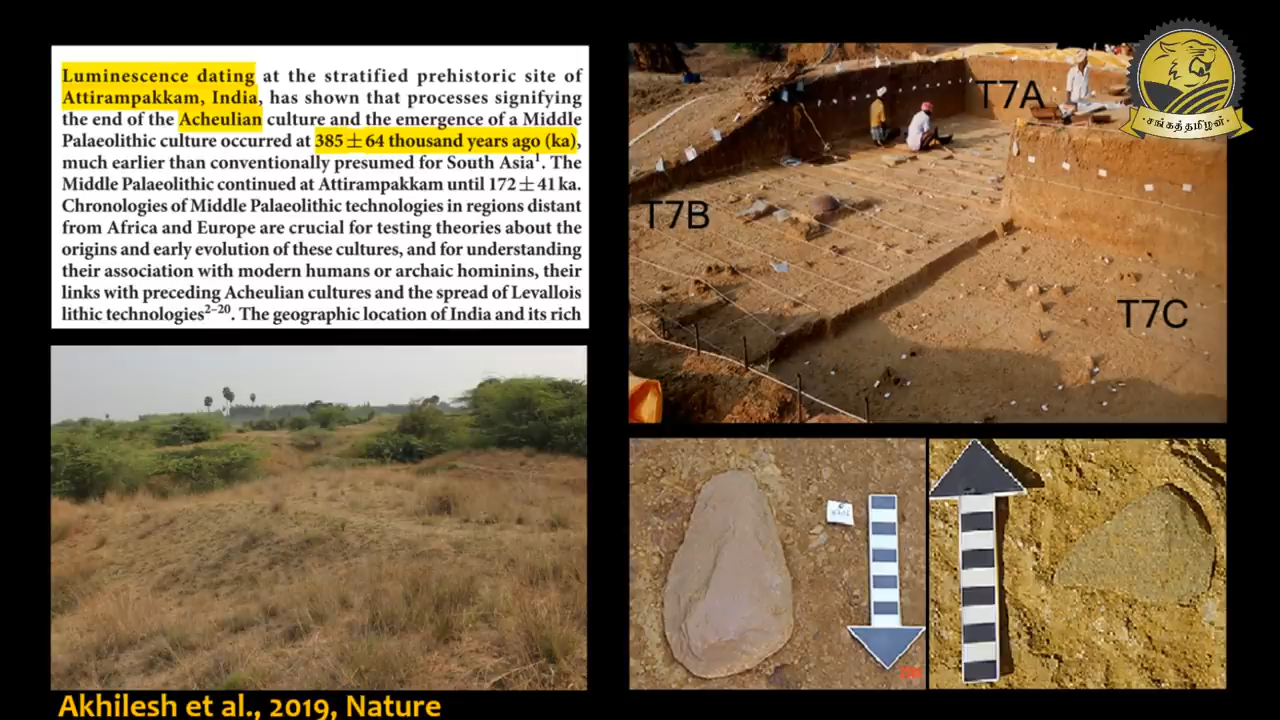 Luminescence dating at the stratified prehistoric site of
Attirampakkam, India, has shown that processes signifying
the end of the Acheulian culture and the emergence of a Middle
Palaeolithic culture occurred at 385 ± 64 thousand years ago (ka),
much earlier than conventionally presumed for South Asia¹. The
Middle Palaeolithic continued at Attirampakkam until 172 ± 41 ka.
Chronologies of Middle Palaeolithic technologies in regions distant
from Africa and Europe are crucial for testing theories about the
origins and early evolution of these cultures, and for understanding
their association with modern humans or archaic hominins, their
links with preceding Acheulian cultures and the spread of Levallois
lithic technologies²⁻²⁰. The geographic location of India and its rich
T7A
T7B
T7C
சங்கத்தமிழன்
Akhilesh et al., 2019, Nature